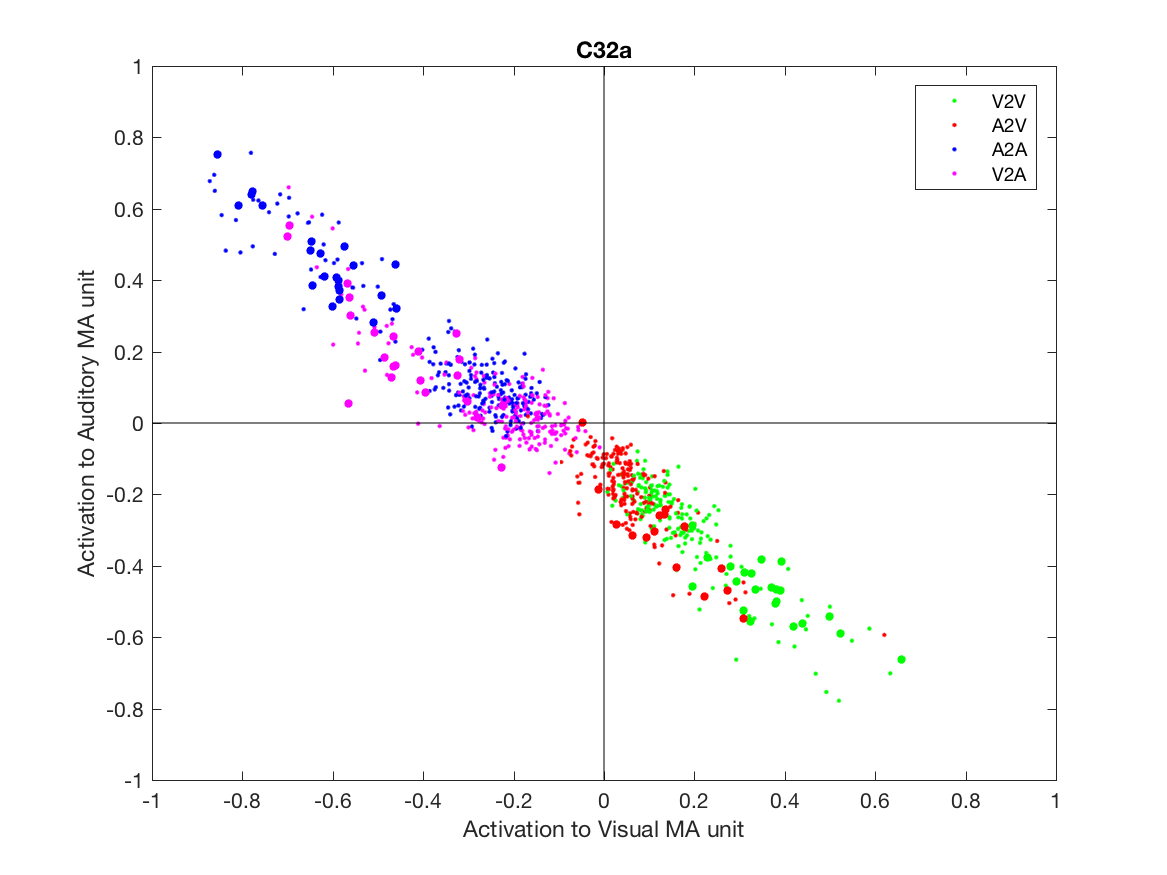 C32a
V2V
A2V
A2A
V2A
1
0.8
0.6
0.4
0.2
0
-0.2
-0.4
-0.6
-0.8
-1
Activation to Auditory MA unit
-1 -0.8 -0.6 -0.4 -0.2 0 0.2 0.4 0.6 0.8 1
Activation to Visual MA unit